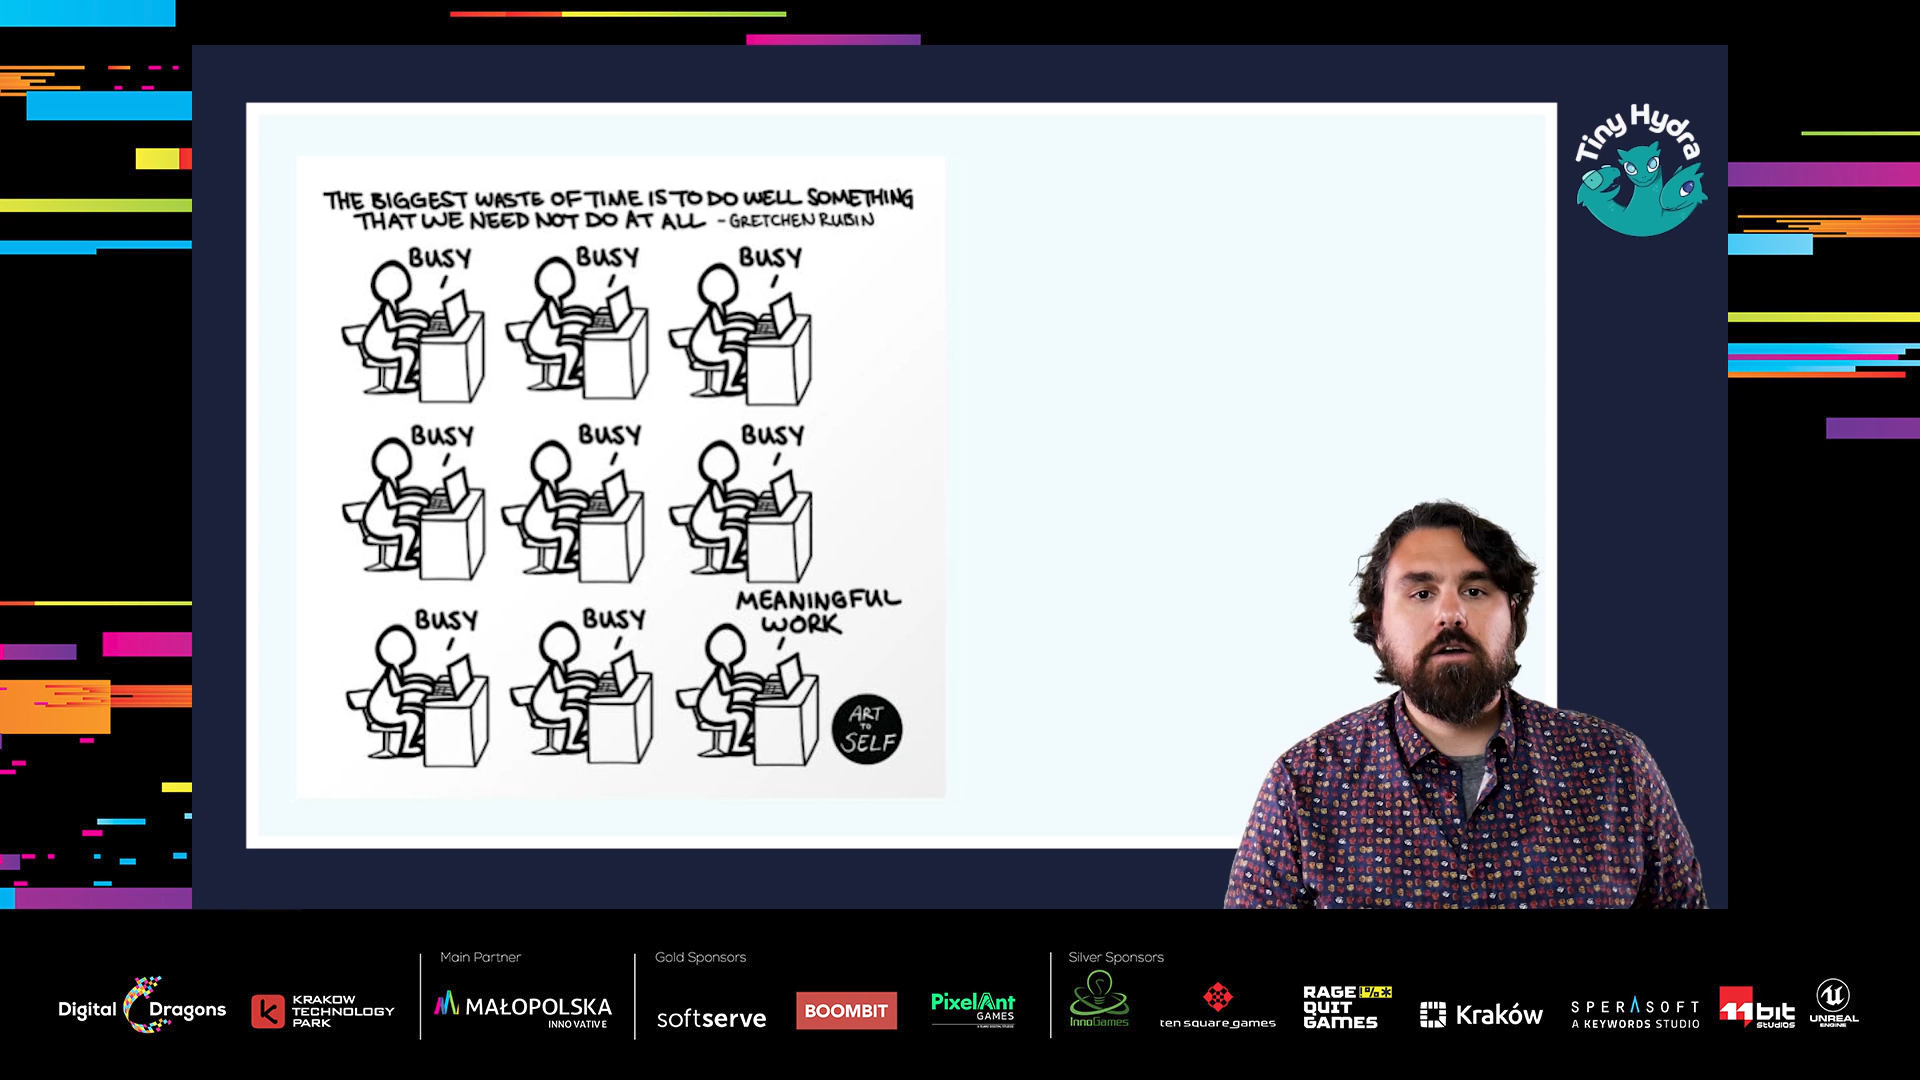 Tiny Hydra
THE BIGGEST WASTE OF TIME IS TO DO WELL SOMETHING
THAT WE NEED NOT DO AT ALL - GRETCHEN RUBIN
BUSY
BUSY
BUSY
BUSY
BUSY
BUSY
BUSY
BUSY
MEANINGFUL
WORK
ART
TO
SELF
Main Partner
Gold Sponsors
Silver Sponsors
Digital Dragons
KRAKOW
TECHNOLOGY
PARK
MAŁOPOLSKA
INNOVATIVE
softserve
BOOMBIT
PixelAnt
GAMES
InnoGames
ten square games
RAGE !%*
QUIT
GAMES
Kraków
SPERASOFT
A KEYWORDS STUDIO
11 bit
STUDIOS
UNREAL
ENGINE